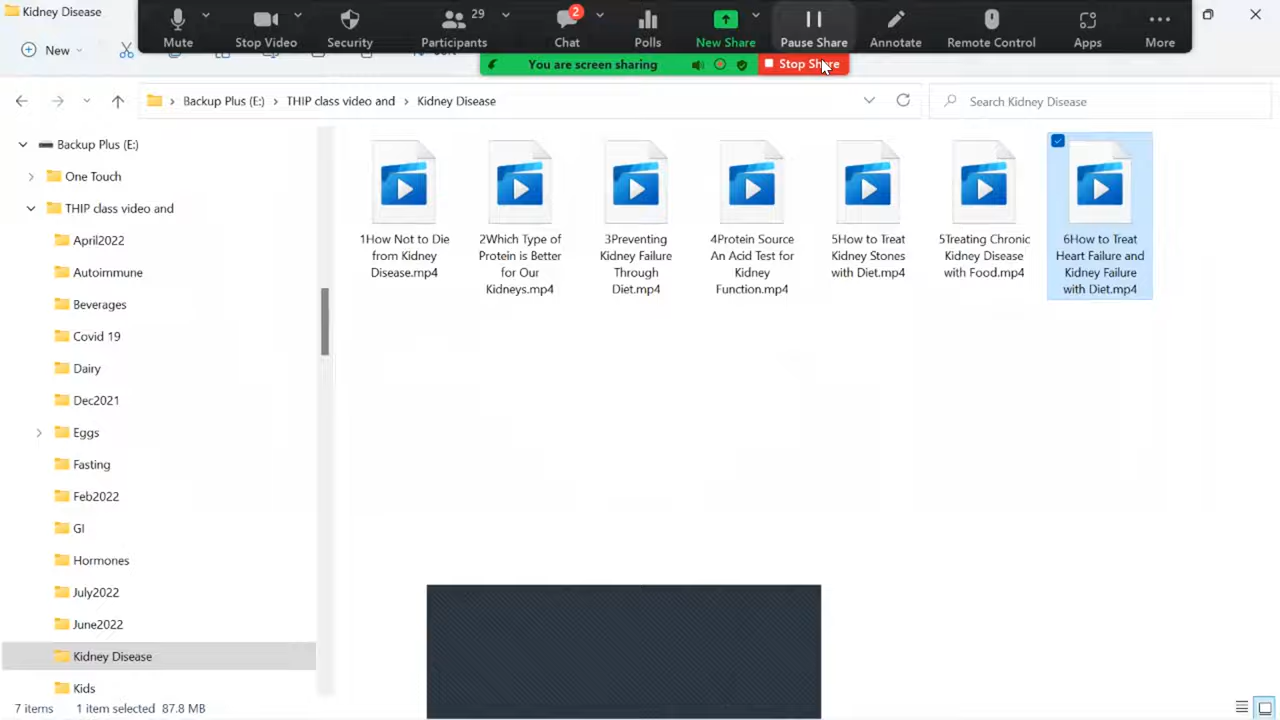 Kidney Disease
29
2
Mute
Stop Video
Security
Participants
Chat
Polls
New Share
Pause Share
Annotate
Remote Control
Apps
More
New
You are screen sharing
Stop Share
Backup Plus (E:) › THIP class video and › Kidney Disease
Search Kidney Disease
Backup Plus (E:)
One Touch
THIP class video and
April2022
Autoimmune
Beverages
Covid 19
Dairy
Dec2021
Eggs
Fasting
Feb2022
GI
Hormones
July2022
June2022
Kidney Disease
Kids
1How Not to Die
from Kidney
Disease.mp4
2Which Type of
Protein is Better
for Our
Kidneys.mp4
3Preventing
Kidney Failure
Through
Diet.mp4
4Protein Source
An Acid Test for
Kidney
Function.mp4
5How to Treat
Kidney Stones
with Diet.mp4
5Treating Chronic
Kidney Disease
with Food.mp4
6How to Treat
Heart Failure and
Kidney Failure
with Diet.mp4
7 items
1 item selected 87.8 MB